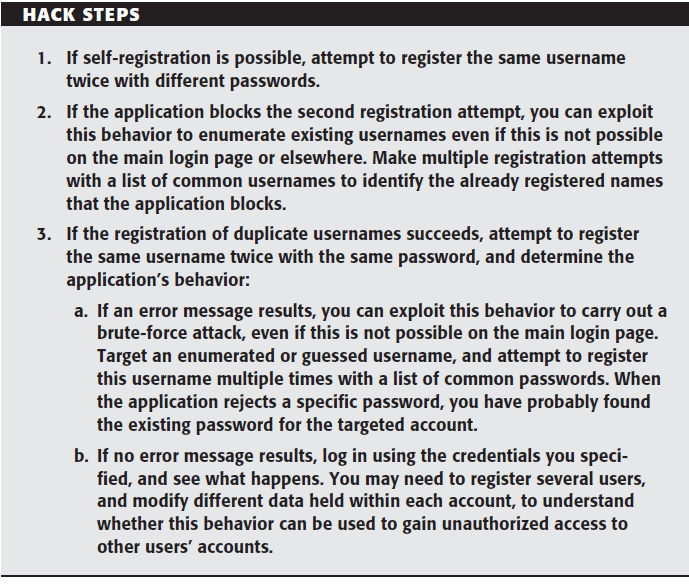 HACK STEPS
1. If self-registration is possible, attempt to register the same username
twice with different passwords.
2. If the application blocks the second registration attempt, you can exploit
this behavior to enumerate existing usernames even if this is not possible
on the main login page or elsewhere. Make multiple registration attempts
with a list of common usernames to identify the already registered names
that the application blocks.
3. If the registration of duplicate usernames succeeds, attempt to register
the same username twice with the same password, and determine the
application’s behavior:
a. If an error message results, you can exploit this behavior to carry out a
brute-force attack, even if this is not possible on the main login page.
Target an enumerated or guessed username, and attempt to register
this username multiple times with a list of common passwords. When
the application rejects a specific password, you have probably found
the existing password for the targeted account.
b. If no error message results, log in using the credentials you speci-
fied, and see what happens. You may need to register several users,
and modify different data held within each account, to understand
whether this behavior can be used to gain unauthorized access to
other users’ accounts.